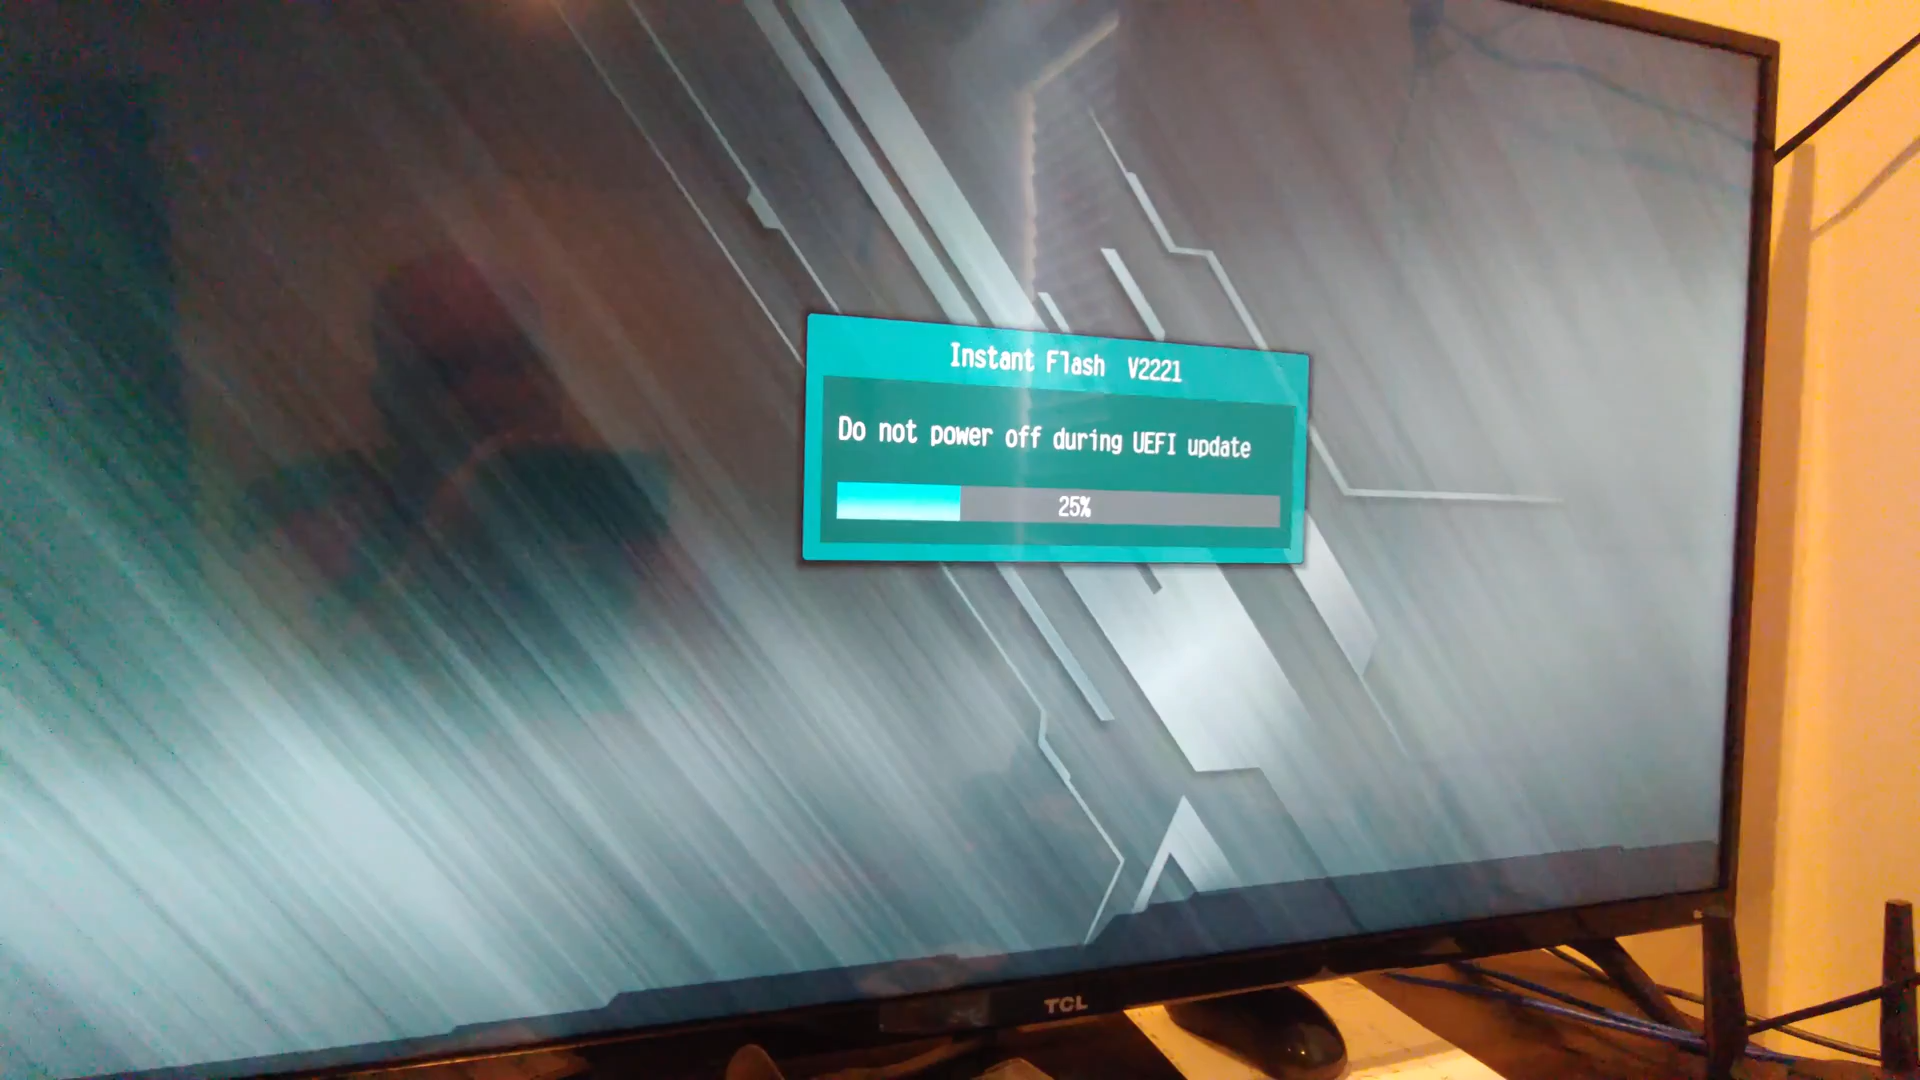 Instant Flash V2221
Do not power off during UEFI update
25%
TCL